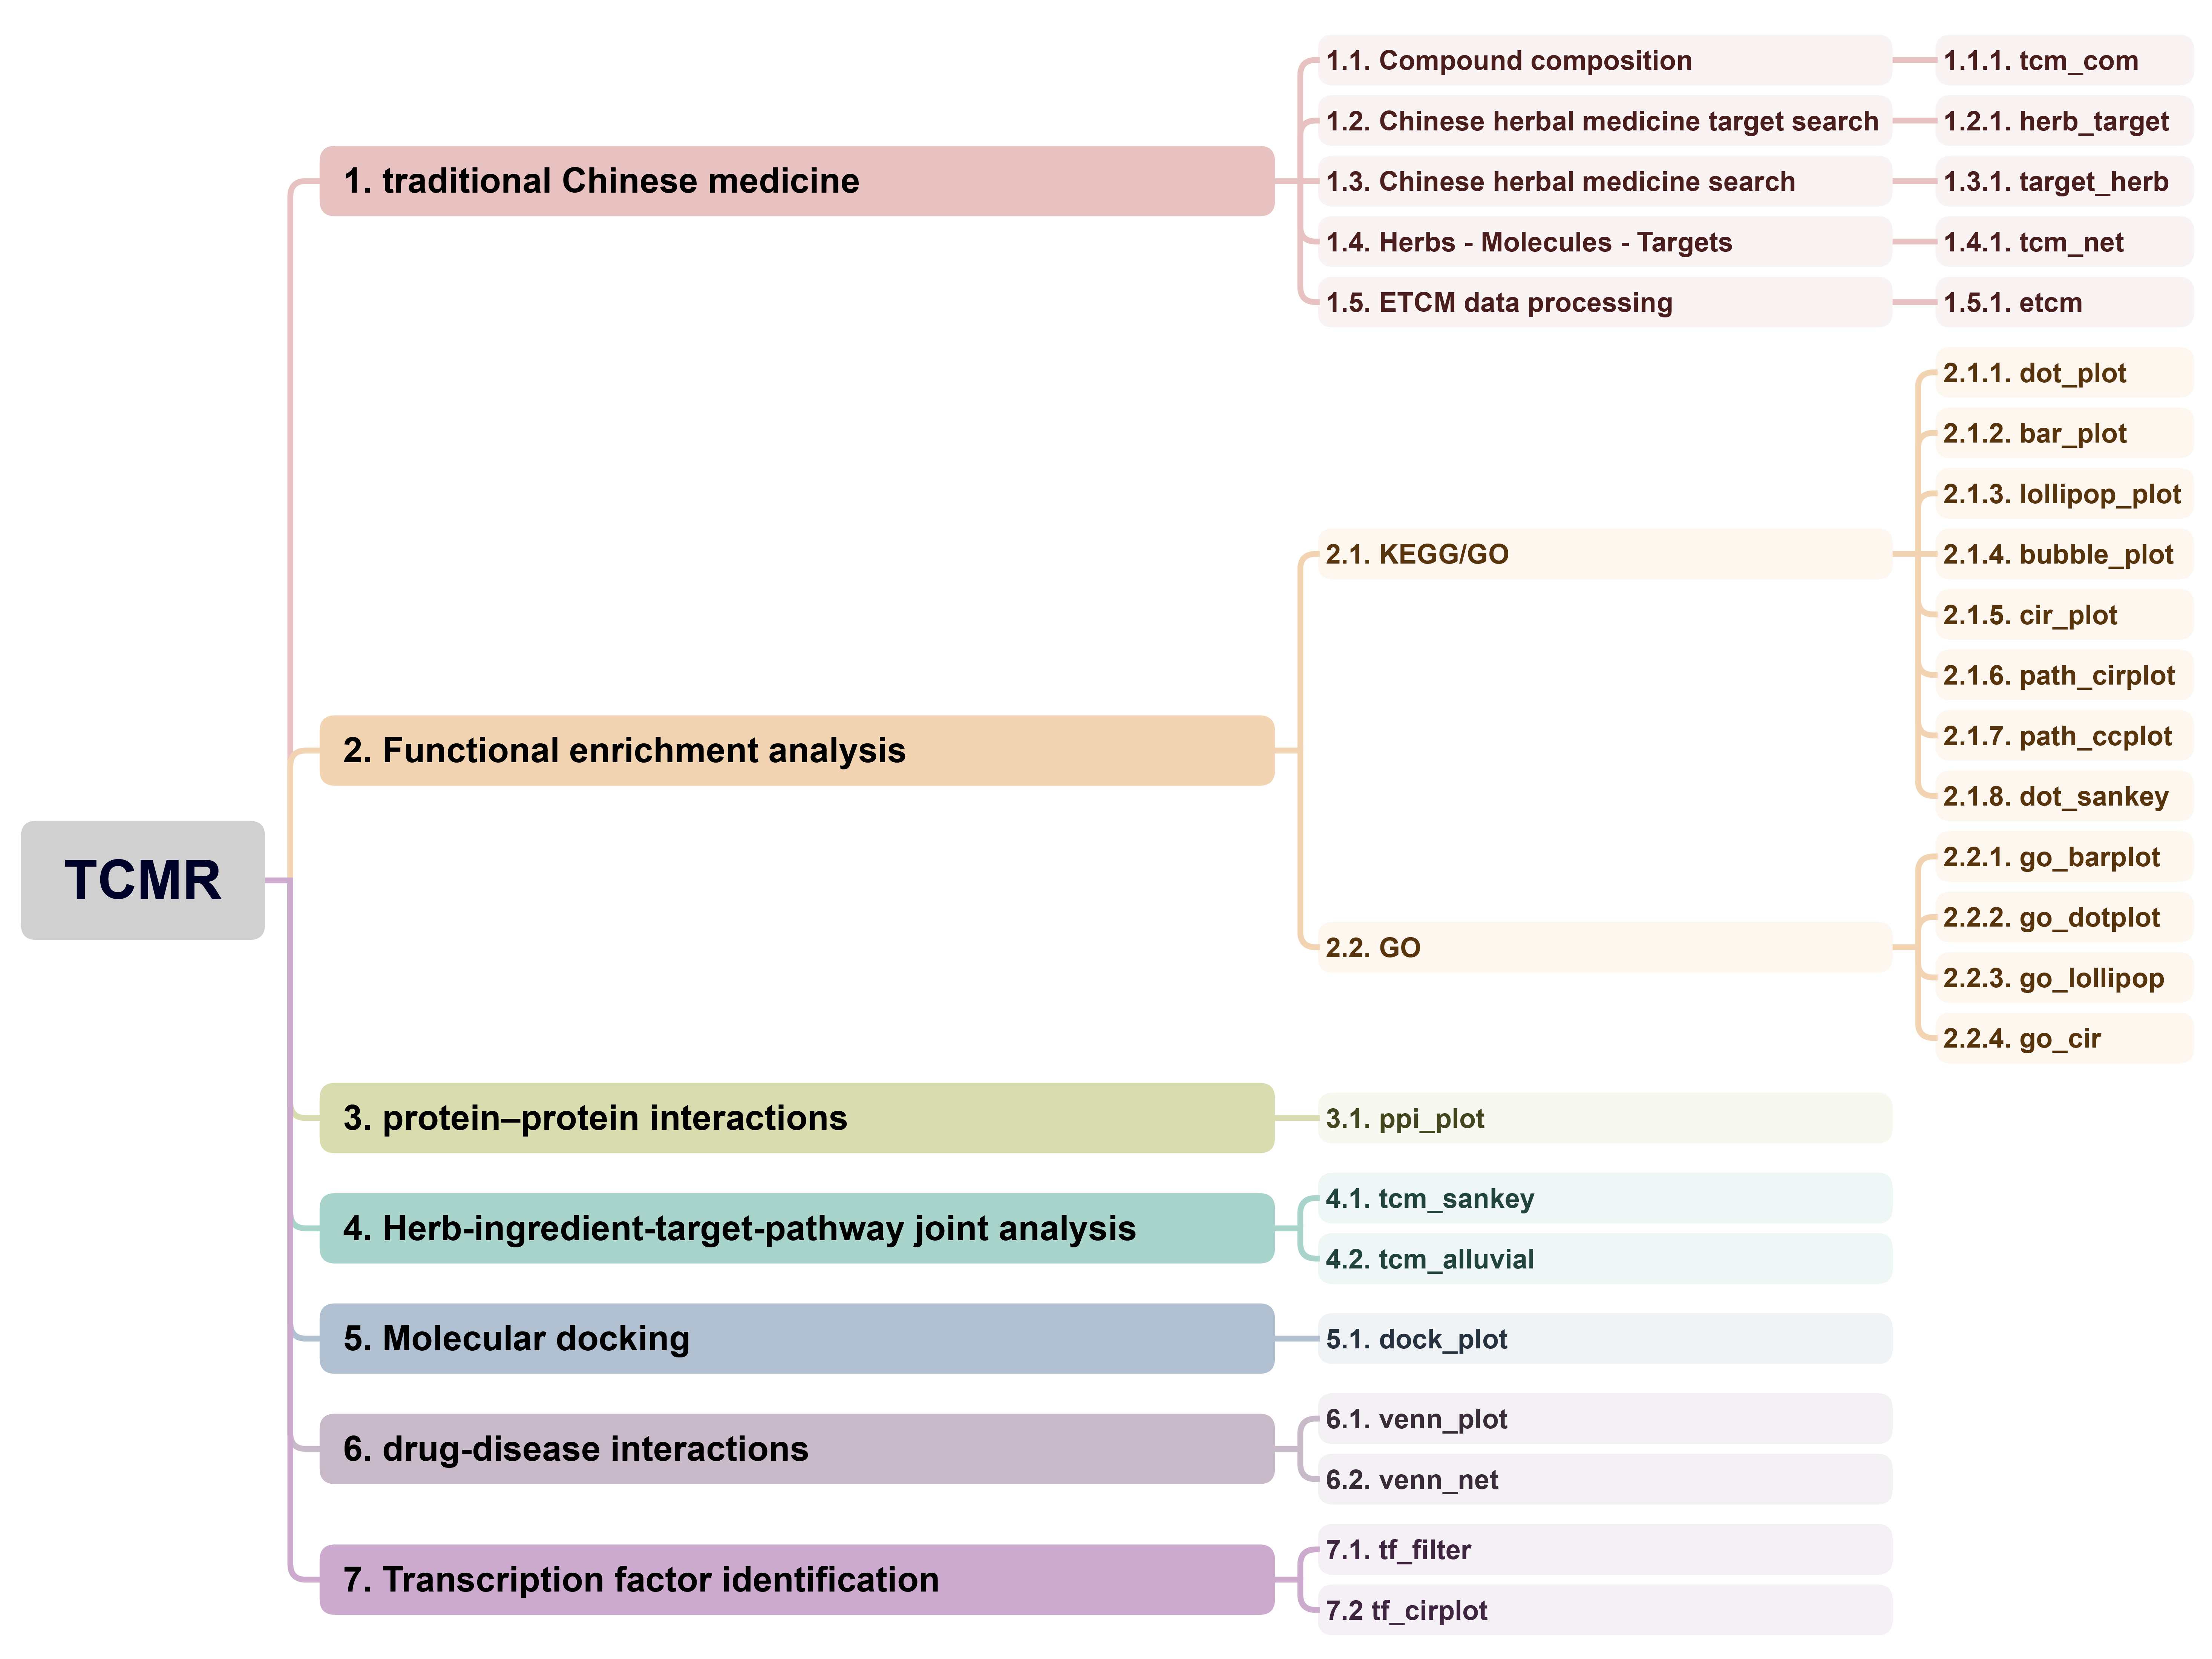 TCMR
1. traditional Chinese medicine
1.1. Compound composition
1.1.1. tcm_com
1.2. Chinese herbal medicine target search
1.2.1. herb_target
1.3. Chinese herbal medicine search
1.3.1. target_herb
1.4. Herbs - Molecules - Targets
1.4.1. tcm_net
1.5. ETCM data processing
1.5.1. etcm
2. Functional enrichment analysis
2.1. KEGG/GO
2.1.1. dot_plot
2.1.2. bar_plot
2.1.3. lollipop_plot
2.1.4. bubble_plot
2.1.5. cir_plot
2.1.6. path_cirplot
2.1.7. path_ccplot
2.1.8. dot_sankey
2.2. GO
2.2.1. go_barplot
2.2.2. go_dotplot
2.2.3. go_lollipop
2.2.4. go_cir
3. protein–protein interactions
3.1. ppi_plot
4. Herb-ingredient-target-pathway joint analysis
4.1. tcm_sankey
4.2. tcm_alluvial
5. Molecular docking
5.1. dock_plot
6. drug-disease interactions
6.1. venn_plot
6.2. venn_net
7. Transcription factor identification
7.1. tf_filter
7.2 tf_cirplot